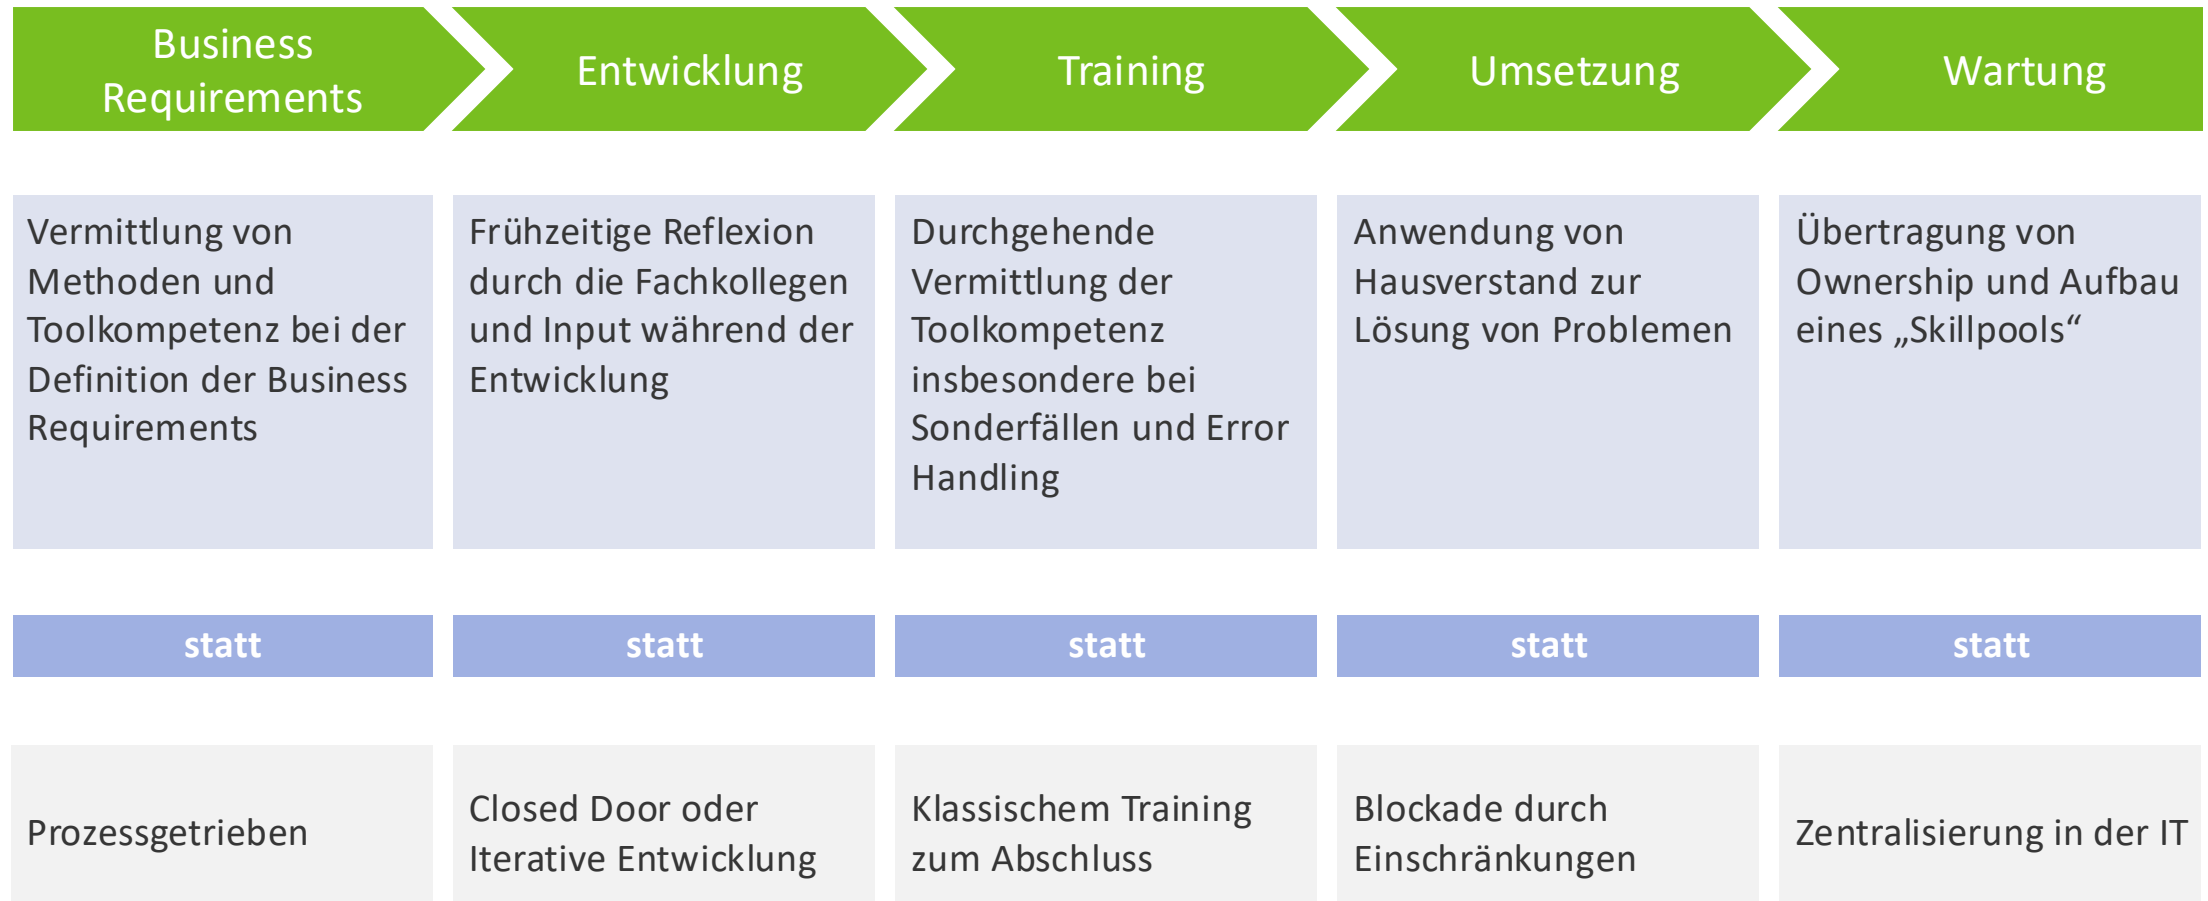 Business
Requirements
Entwicklung
Training
Umsetzung
Wartung
Vermittlung von
Methoden und
Toolkompetenz bei der
Definition der Business
Requirements
Frühzeitige Reflexion
durch die Fachkollegen
und Input während der
Entwicklung
Durchgehende
Vermittlung der
Toolkompetenz
insbesondere bei
Sonderfällen und Error
Handling
Anwendung von
Hausverstand zur
Lösung von Problemen
Übertragung von
Ownership und Aufbau
eines „Skillpools“
statt
statt
statt
statt
statt
Prozessgetrieben
Closed Door oder
Iterative Entwicklung
Klassischem Training
zum Abschluss
Blockade durch
Einschränkungen
Zentralisierung in der IT